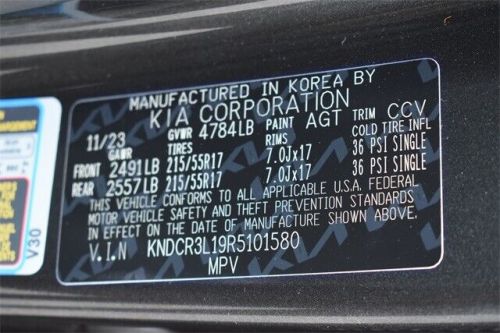 MANUFACTURED IN KOREA BY
KIA CORPORATION
11/23 GVWR 4784LB PAINT AGT TRIM CCV
GAWR TIRES RIMS COLD TIRE INFL
FRONT 2491LB 215/55R17 7.0Jx17 36 PSI SINGLE
REAR 2557LB 215/55R17 7.0Jx17 36 PSI SINGLE
THIS VEHICLE CONFORMS TO ALL APPLICABLE U.S.A. FEDERAL
MOTOR VEHICLE SAFETY AND THEFT PREVENTION STANDARDS
IN EFFECT ON THE DATE OF MANUFACTURE SHOWN ABOVE.
V.I.N KNDCR3L19R5101580
MPV
V30